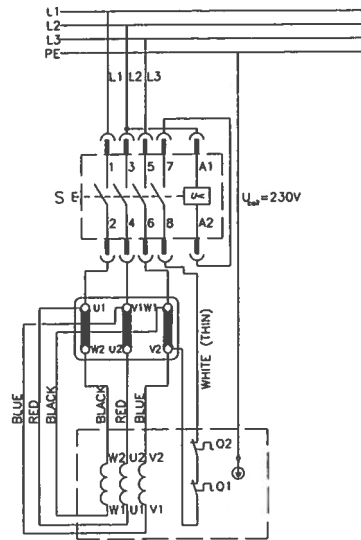 L1
L2
L3
PE
L1 L2 L3
1 3 5 7 A1
S E U< U = 230V
2 4 6 8 A2
U1 V1 W1
W2 U2 V2
BLUE RED BLACK BLACK RED BLUE WHITE (THIN)
W2 U2 V2 O2
O1
W1 U1 V1